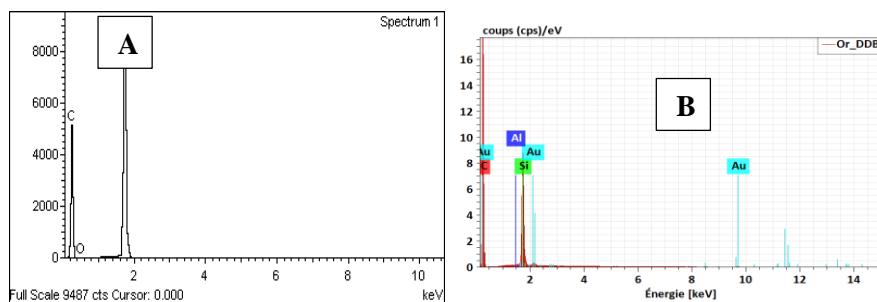 Spectrum 1
A
8000
6000
4000
2000
0
C
O
2
4
6
8
10
keV
Full Scale 9487 cts Cursor: 0.000
coups (cps)/eV
Or_DDB
B
16
14
12
10
8
6
4
2
0
Al
Au
Au
C
Si
Au
2
4
6
8
10
12
14
Énergie [keV]